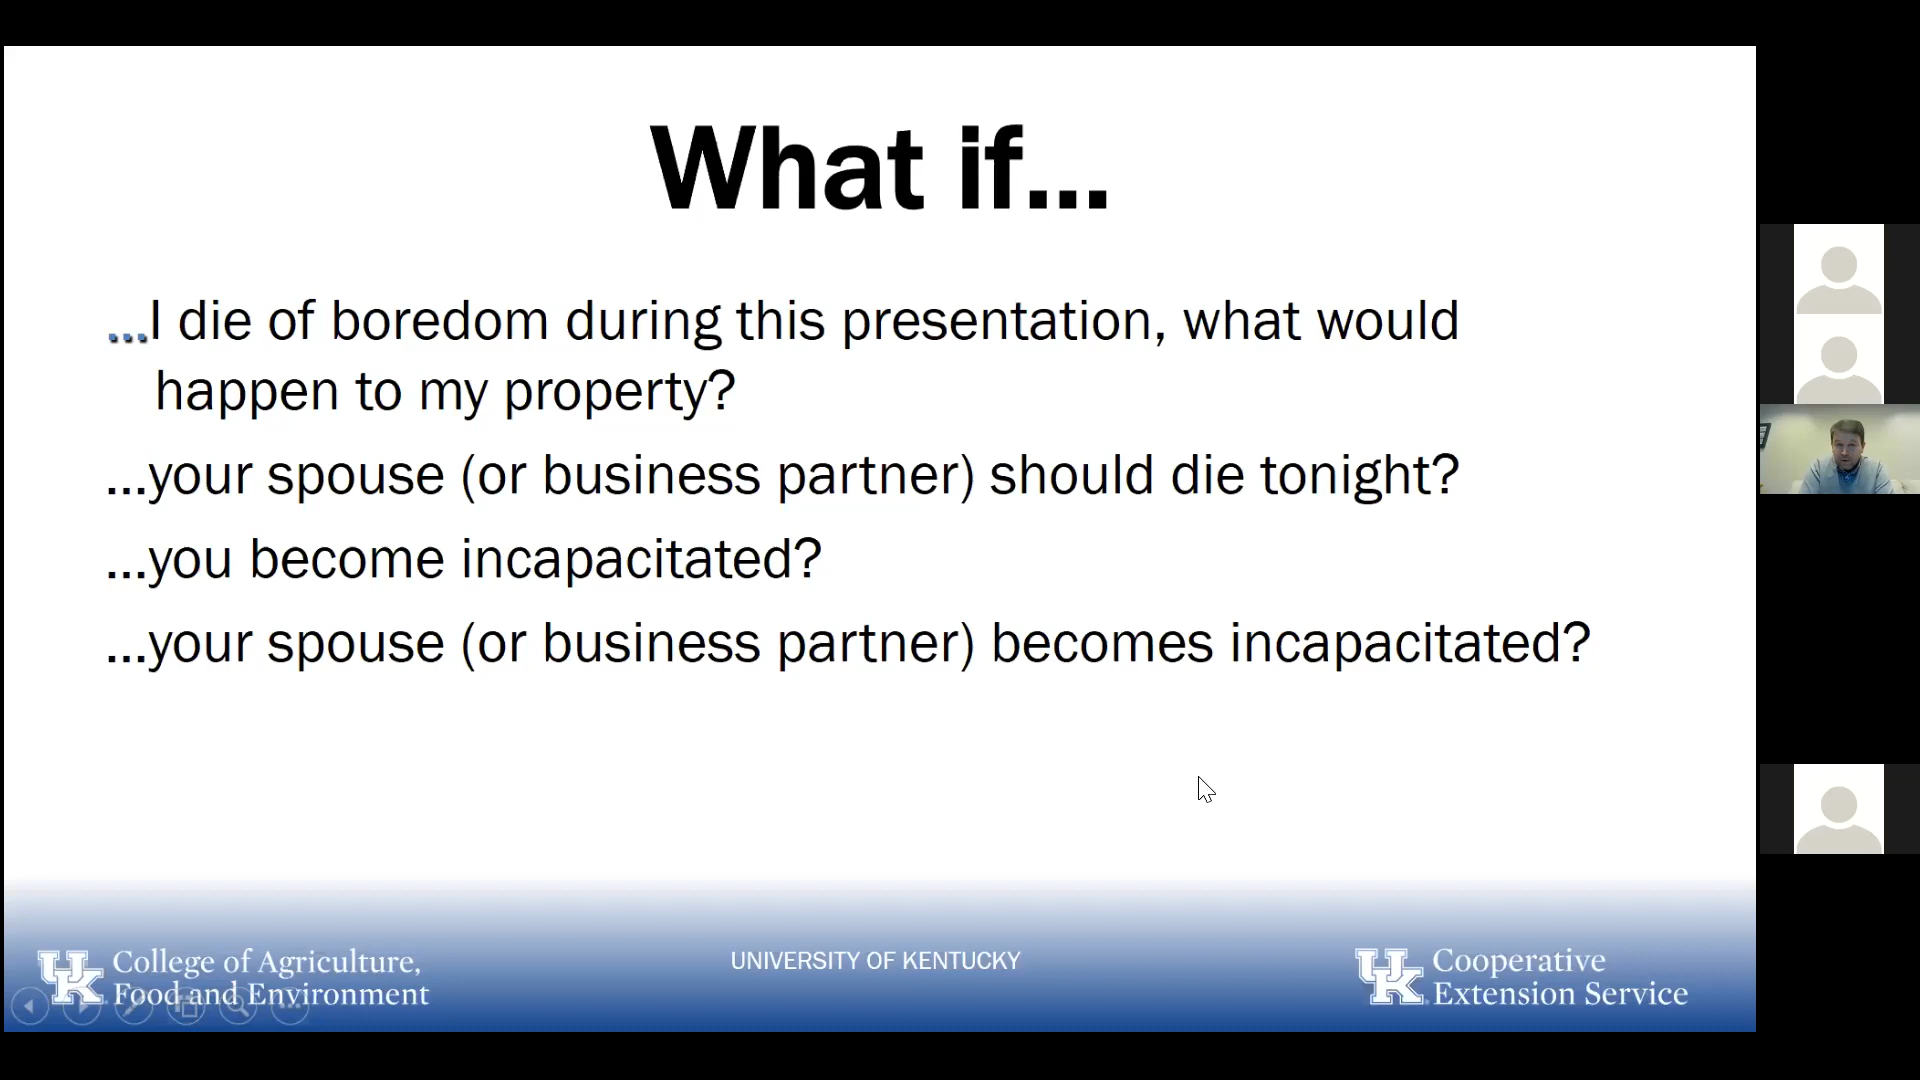 What if...
...I die of boredom during this presentation, what would
happen to my property?
...your spouse (or business partner) should die tonight?
...you become incapacitated?
...your spouse (or business partner) becomes incapacitated?
UK College of Agriculture,
Food and Environment
UNIVERSITY OF KENTUCKY
UK Cooperative
Extension Service